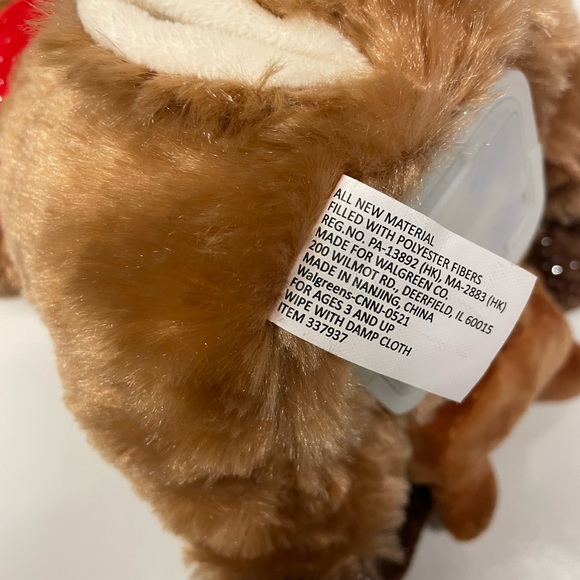 ALL NEW MATERIAL
FILLED WITH POLYESTER FIBERS
REG.NO. PA-13892 (HK), MA-2883 (HK)
MADE FOR WALGREEN CO.
200 WILMOT RD., DEERFIELD, IL 60015
MADE IN NANJING, CHINA
Walgreens-CVNJ-0521
FOR AGES 3 AND UP
WIPE WITH DAMP CLOTH
ITEM 337937